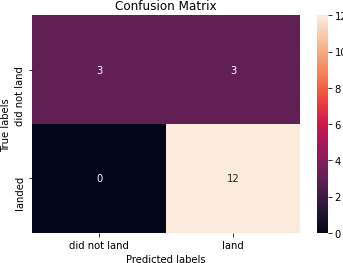 Confusion Matrix
True labels
did not land
landed
3
3
0
12
did not land
land
Predicted labels
12
10
8
6
4
2
0